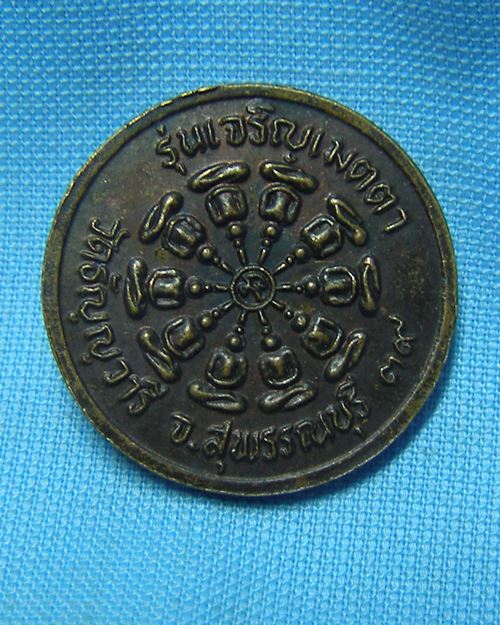 รุ่นเจริญเมตตา
วัดธัญญวารี จ.สุพรรณบุรี ๓๙